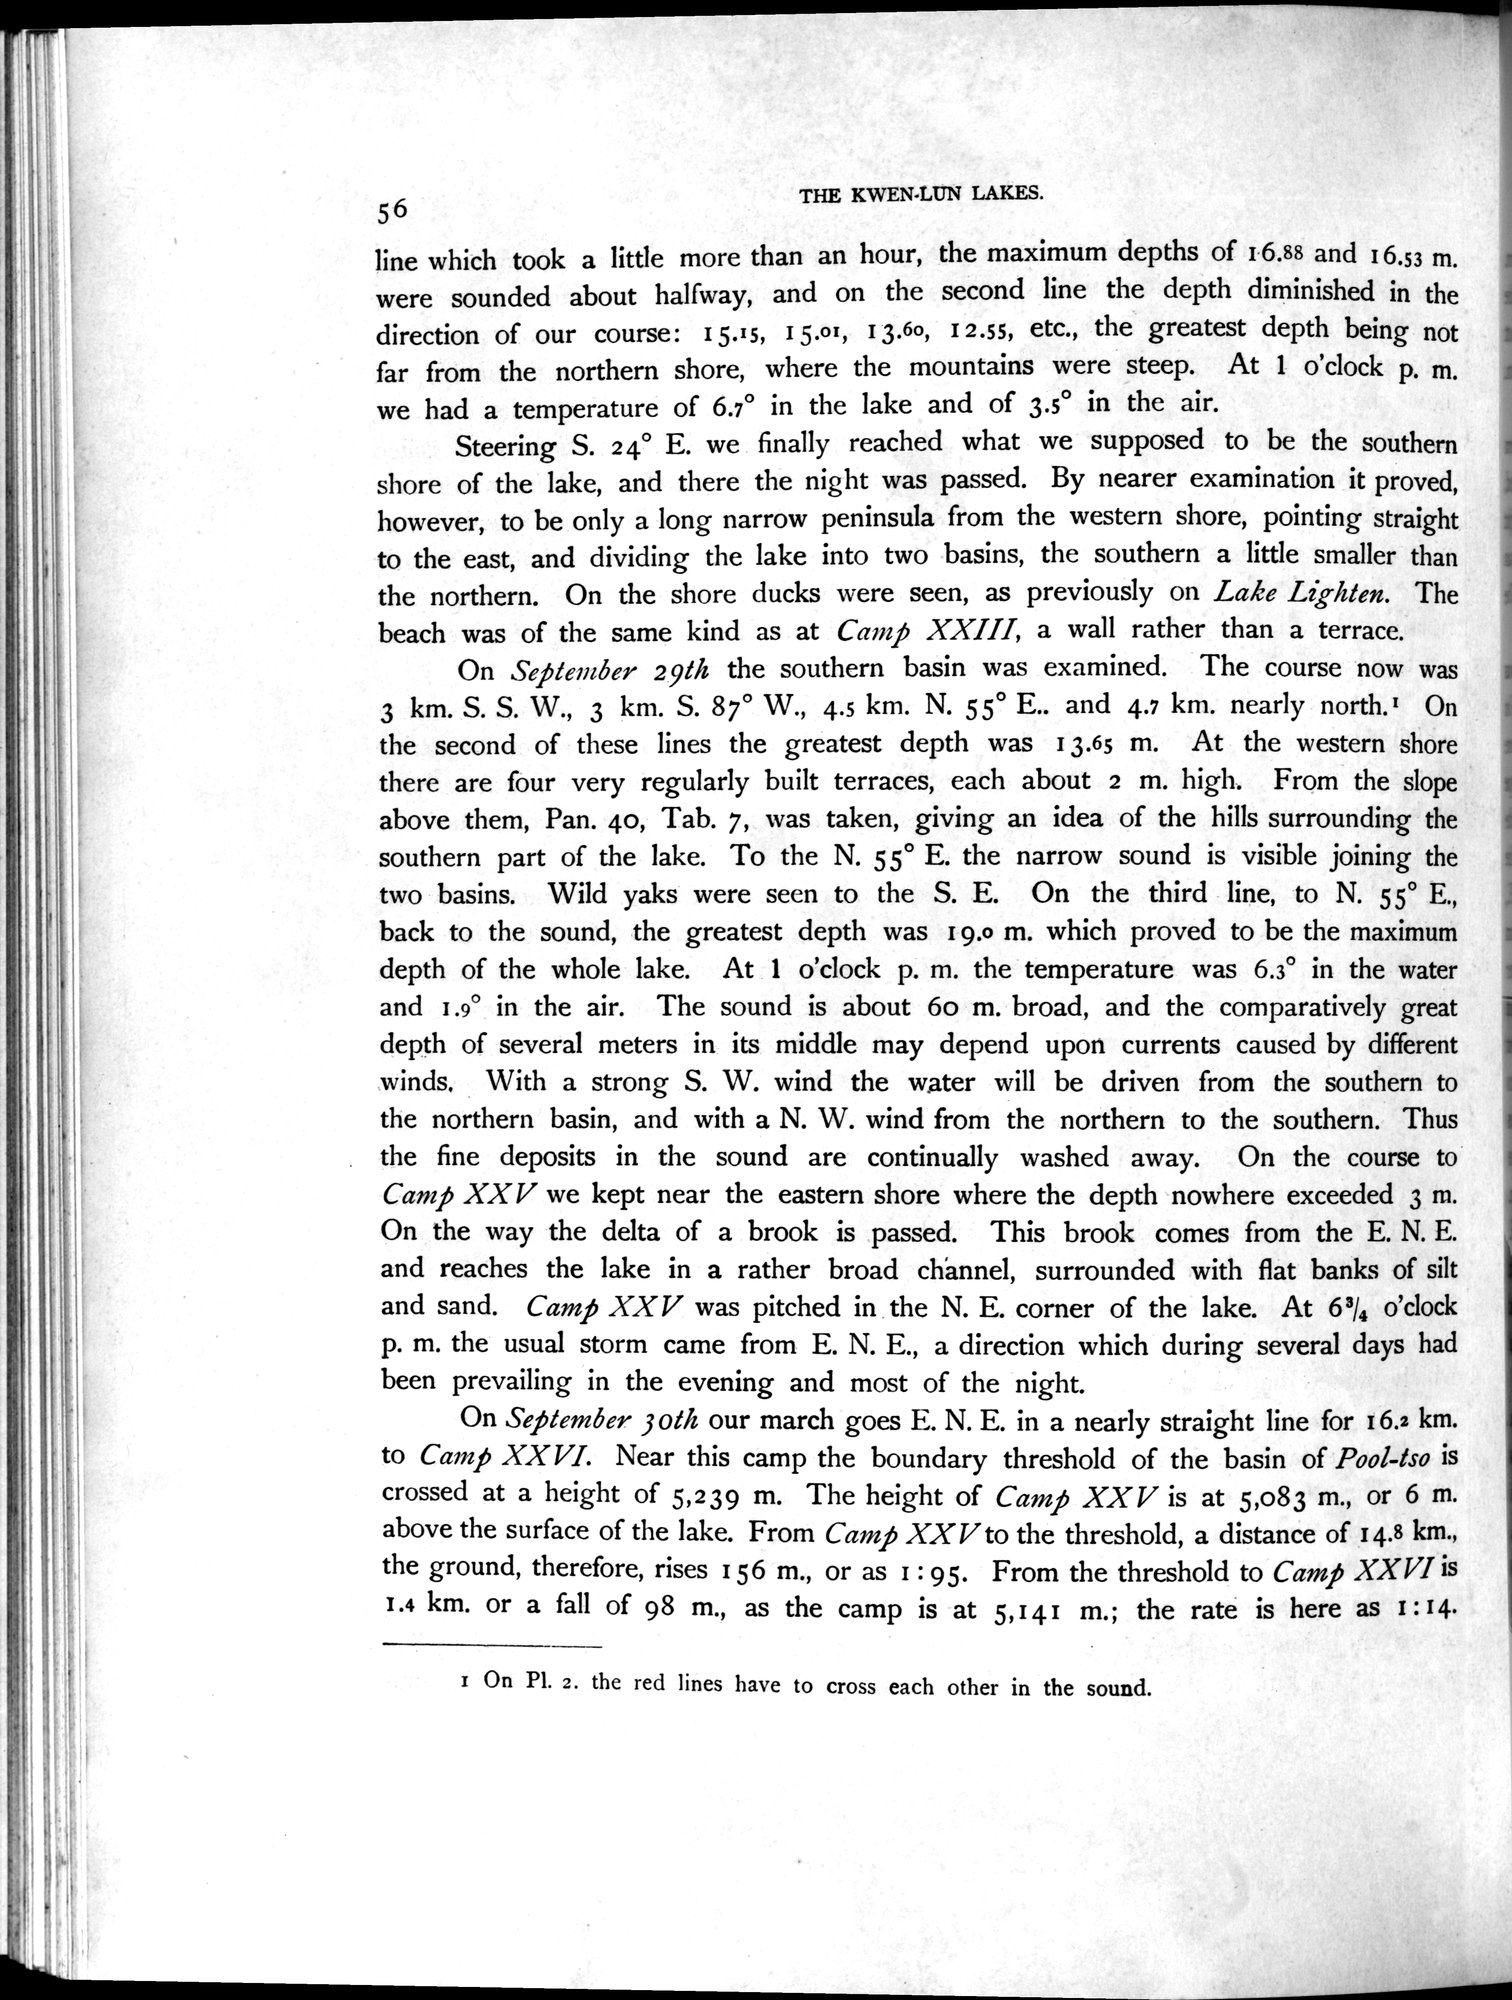 56
THE KWEN-LUN LAKES.
line which took a little more than an hour, the maximum depths of 16.88 and 16.53 m.
were sounded about halfway, and on the second line the depth diminished in the
direction of our course: 15.15, 15.01, 13.60, 12.55, etc., the greatest depth being not
far from the northern shore, where the mountains were steep. At 1 o'clock p. m.
we had a temperature of 6.7° in the lake and of 3.5° in the air.
Steering S. 24° E. we finally reached what we supposed to be the southern
shore of the lake, and there the night was passed. By nearer examination it proved,
however, to be only a long narrow peninsula from the western shore, pointing straight
to the east, and dividing the lake into two basins, the southern a little smaller than
the northern. On the shore ducks were seen, as previously on Lake Lighten. The
beach was of the same kind as at Camp XXIII, a wall rather than a terrace.
On September 29th the southern basin was examined. The course now was
3 km. S. S. W., 3 km. S. 87° W., 4.5 km. N. 55° E.. and 4.7 km. nearly north.¹ On
the second of these lines the greatest depth was 13.65 m. At the western shore
there are four very regularly built terraces, each about 2 m. high. From the slope
above them, Pan. 40, Tab. 7, was taken, giving an idea of the hills surrounding the
southern part of the lake. To the N. 55° E. the narrow sound is visible joining the
two basins. Wild yaks were seen to the S. E. On the third line, to N. 55° E.,
back to the sound, the greatest depth was 19.0 m. which proved to be the maximum
depth of the whole lake. At 1 o'clock p. m. the temperature was 6.3° in the water
and 1.9° in the air. The sound is about 60 m. broad, and the comparatively great
depth of several meters in its middle may depend upon currents caused by different
winds. With a strong S. W. wind the water will be driven from the southern to
the northern basin, and with a N. W. wind from the northern to the southern. Thus
the fine deposits in the sound are continually washed away. On the course to
Camp XXV we kept near the eastern shore where the depth nowhere exceeded 3 m.
On the way the delta of a brook is passed. This brook comes from the E. N. E.
and reaches the lake in a rather broad channel, surrounded with flat banks of silt
and sand. Camp XXV was pitched in the N. E. corner of the lake. At 6³/₄ o'clock
p. m. the usual storm came from E. N. E., a direction which during several days had
been prevailing in the evening and most of the night.
On September 30th our march goes E. N. E. in a nearly straight line for 16.2 km.
to Camp XXVI. Near this camp the boundary threshold of the basin of Pool-tso is
crossed at a height of 5,239 m. The height of Camp XXV is at 5,083 m., or 6 m.
above the surface of the lake. From Camp XXV to the threshold, a distance of 14.8 km.,
the ground, therefore, rises 156 m., or as 1:95. From the threshold to Camp XXVI is
1.4 km. or a fall of 98 m., as the camp is at 5,141 m.; the rate is here as 1:14.
1 On Pl. 2. the red lines have to cross each other in the sound.